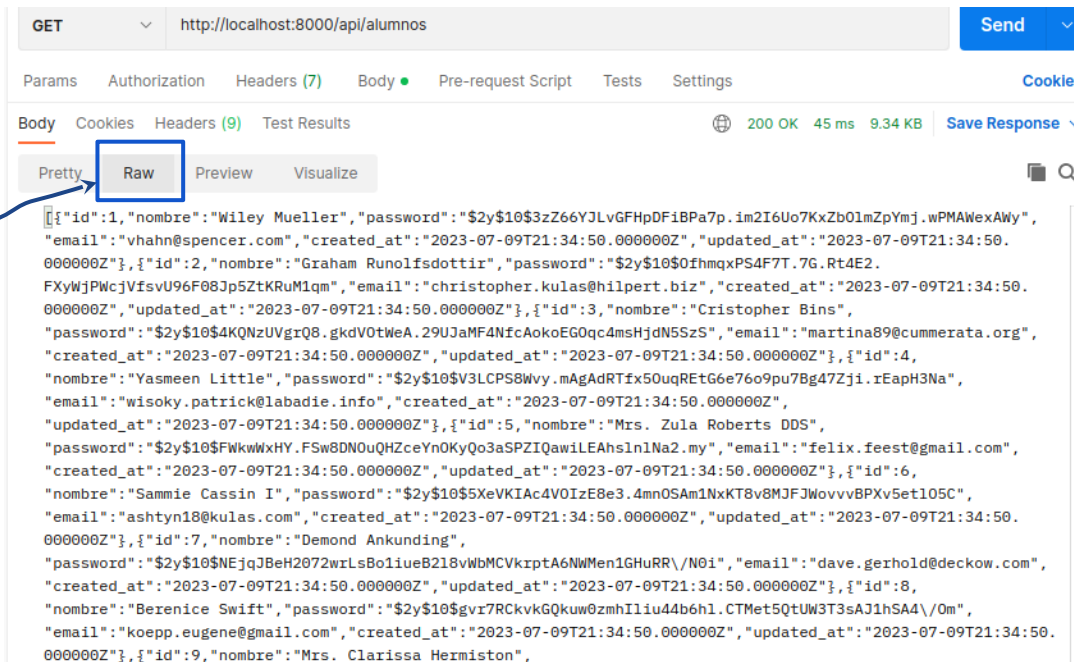 GET http://localhost:8000/api/alumnos Send
Params Authorization Headers (7) Body Pre-request Script Tests Settings Cookie
Body Cookies Headers (9) Test Results 200 OK 45 ms 9.34 KB Save Response
Pretty Raw Preview Visualize
[{"id":1,"nombre":"Wiley Mueller","password":"$2y$10$3zZ66YJLvGFHpDFiBPa7p.im2I6Uo7KxZbOlmZpYmj.wPMAWexAWy",
"email":"vhahn@spencer.com","created_at":"2023-07-09T21:34:50.000000Z","updated_at":"2023-07-09T21:34:50.
000000Z"},{"id":2,"nombre":"Graham Runolfsdottir","password":"$2y$10$OfhmqxPS4F7T.7G.Rt4E2.
FXyWjPWcjVfsvU96F08Jp5ZtKRuM1qm","email":"christopher.kulas@hilpert.biz","created_at":"2023-07-09T21:34:50.
000000Z","updated_at":"2023-07-09T21:34:50.000000Z"},{"id":3,"nombre":"Cristopher Bins",
"password":"$2y$10$4KQNzUVgrQ8.gkdVOtWeA.29UJaMF4NfcAokoEGOqc4msHjdN5SzS","email":"martina89@cummerata.org",
"created_at":"2023-07-09T21:34:50.000000Z","updated_at":"2023-07-09T21:34:50.000000Z"},{"id":4,
"nombre":"Yasmeen Little","password":"$2y$10$V3LCPS8Wvy.mAgAdRTfx5OuqREtG6e76o9pu7Bg47Zji.rEapH3Na",
"email":"wisoky.patrick@labadie.info","created_at":"2023-07-09T21:34:50.000000Z",
"updated_at":"2023-07-09T21:34:50.000000Z"},{"id":5,"nombre":"Mrs. Zula Roberts DDS",
"password":"$2y$10$FWkwWxHY.FSw8DNOuQHZceYnOKyQo3aSPZIQawiLEAhslnlNa2.my","email":"felix.feest@gmail.com",
"created_at":"2023-07-09T21:34:50.000000Z","updated_at":"2023-07-09T21:34:50.000000Z"},{"id":6,
"nombre":"Sammie Cassin I","password":"$2y$10$5XeVKIAc4VOIzE8e3.4mnOSAm1NxKT8v8MJFJWovvvBPXv5etlO5C",
"email":"ashtyn18@kulas.com","created_at":"2023-07-09T21:34:50.000000Z","updated_at":"2023-07-09T21:34:50.
000000Z"},{"id":7,"nombre":"Demond Ankunding",
"password":"$2y$10$NEjqJBeH2072wrLsBo1iueB2l8vWbMCVkrptA6NWMen1GHuRR\/N0i","email":"dave.gerhold@deckow.com",
"created_at":"2023-07-09T21:34:50.000000Z","updated_at":"2023-07-09T21:34:50.000000Z"},{"id":8,
"nombre":"Berenice Swift","password":"$2y$10$gvr7RCkvkGQkuw0zmhIliu44b6hl.CTMet5QtUW3T3sAJ1hSA4\/Om",
"email":"koepp.eugene@gmail.com","created_at":"2023-07-09T21:34:50.000000Z","updated_at":"2023-07-09T21:34:50.
000000Z"},{"id":9,"nombre":"Mrs. Clarissa Hermiston",